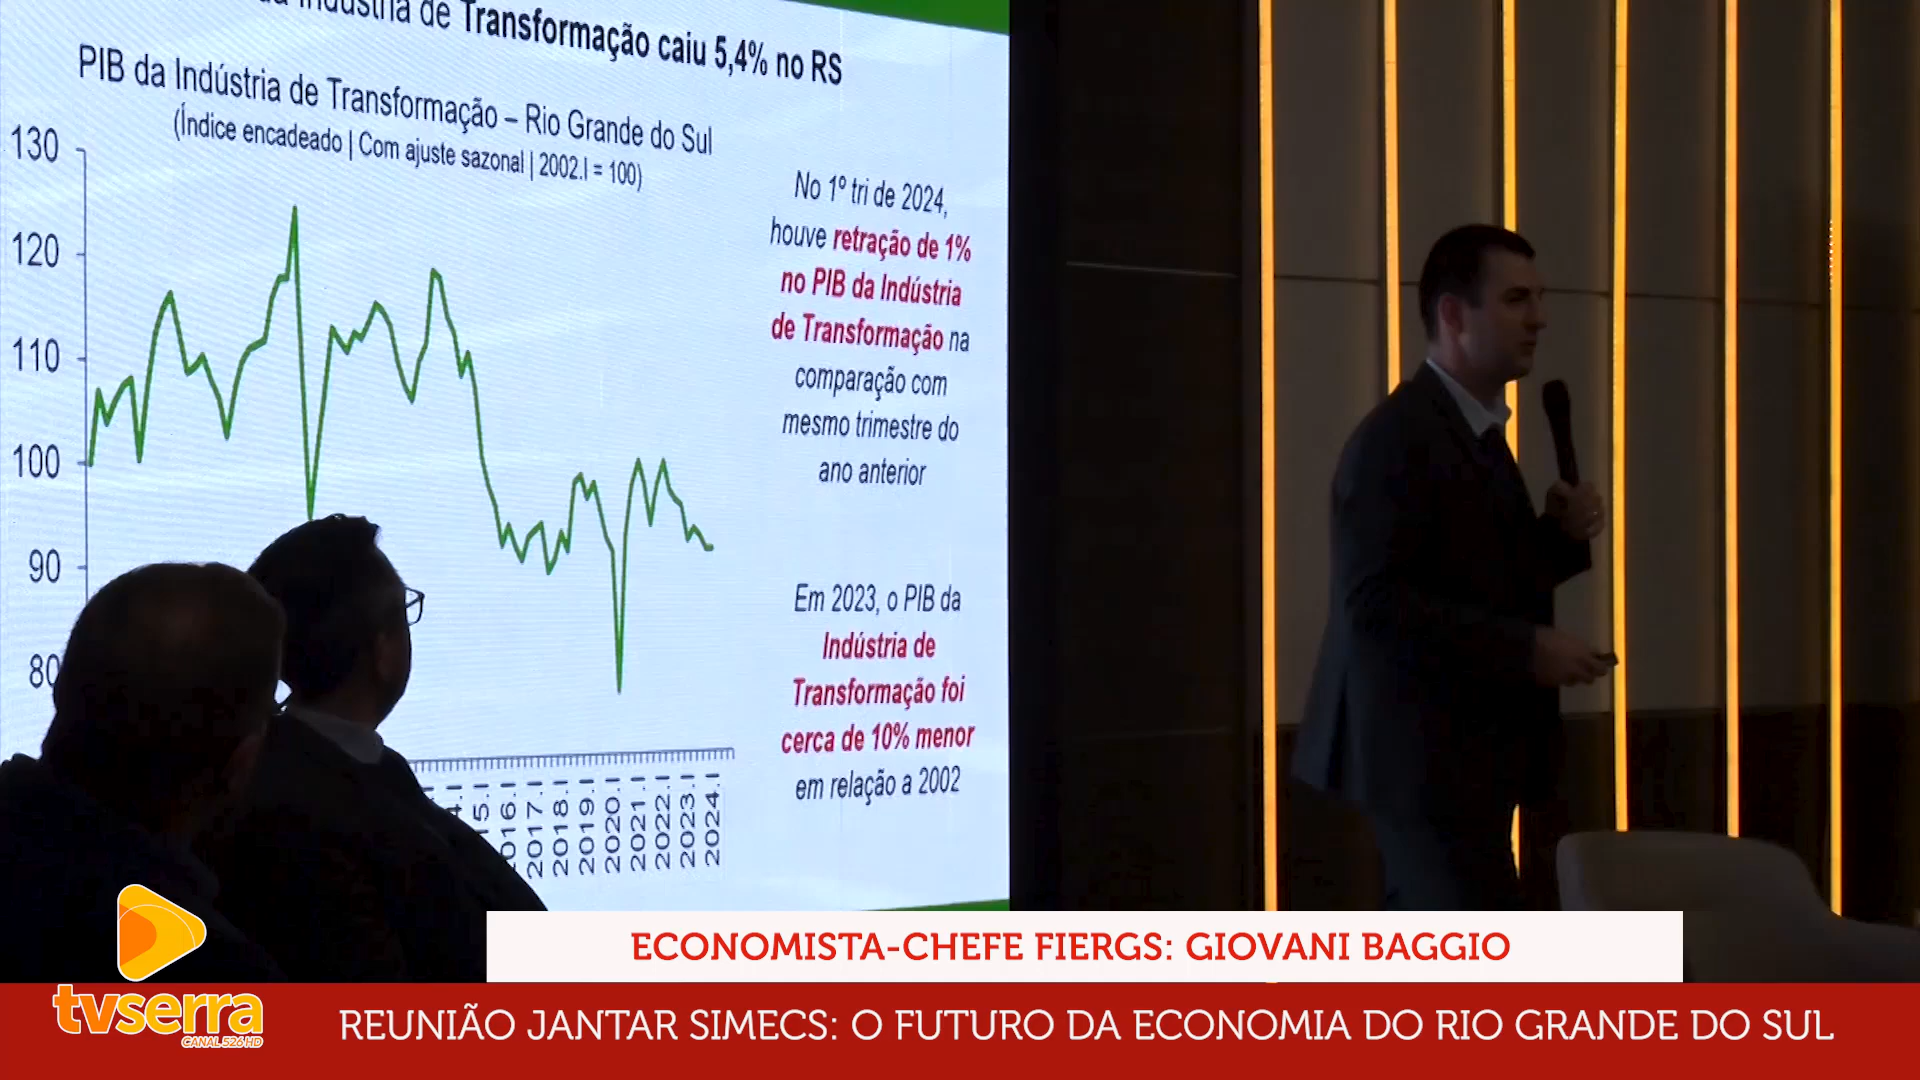 Indústria de Transformação caiu 5,4% no RS
PIB da Indústria de Transformação – Rio Grande do Sul
(Índice encadeado | Com ajuste sazonal | 2002.I = 100)
130
120
110
100
90
80
No 1º tri de 2024,
houve retração de 1%
no PIB da Indústria
de Transformação na
comparação com
mesmo trimestre do
ano anterior
Em 2023, o PIB da
Indústria de
Transformação foi
cerca de 10% menor
em relação a 2002
2016.I
2017.I
2018.I
2019.I
2020.I
2021.I
2022.I
2023.I
2024.I
ECONOMISTA-CHEFE FIERGS: GIOVANI BAGGIO
tvserra
CANAL 526 HD
REUNIÃO JANTAR SIMECS: O FUTURO DA ECONOMIA DO RIO GRANDE DO SUL